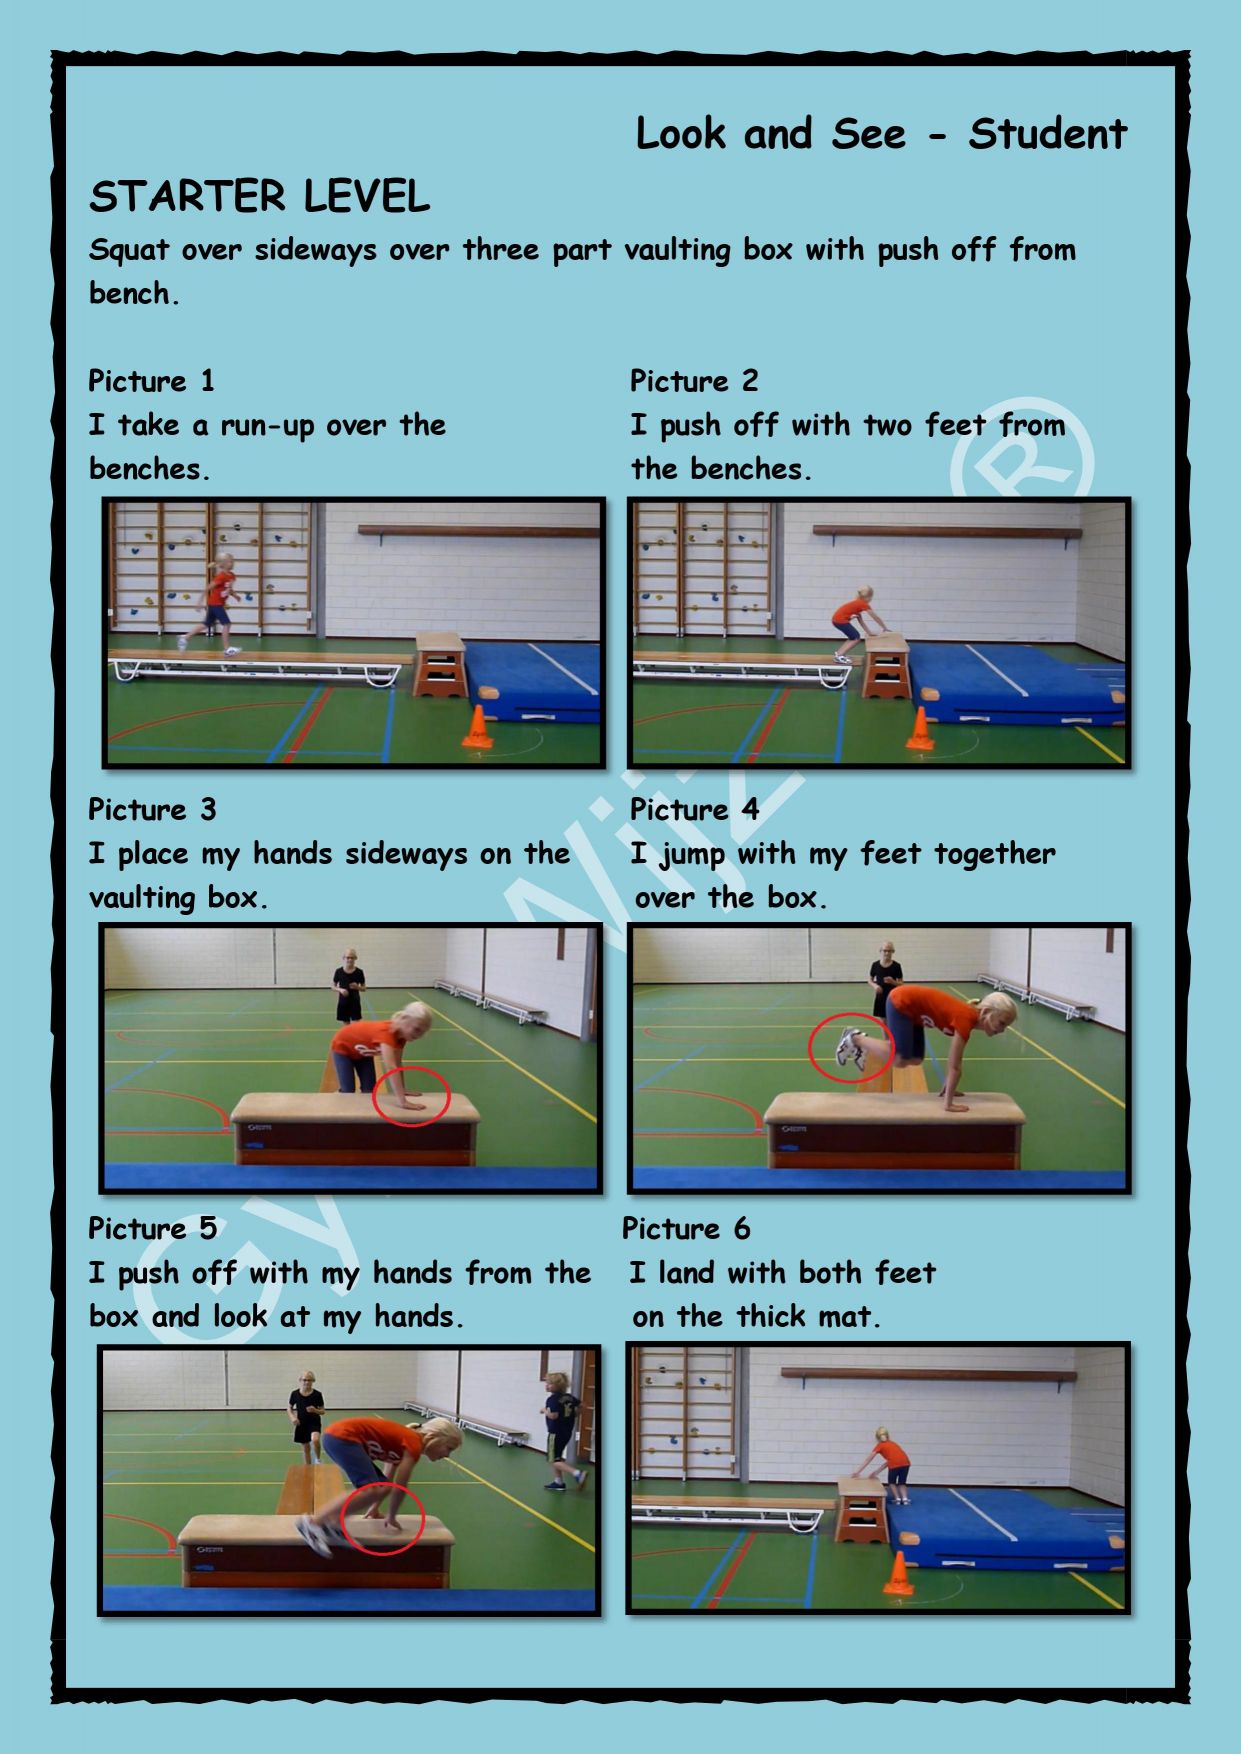 Look and See - Student
STARTER LEVEL
Squat over sideways over three part vaulting box with push off from
bench.
Picture 1
I take a run-up over the
benches.
Picture 2
I push off with two feet from
the benches.
Picture 3
I place my hands sideways on the
vaulting box.
Picture 4
I jump with my feet together
over the box.
Picture 5
I push off with my hands from the
box and look at my hands.
Picture 6
I land with both feet
on the thick mat.
®